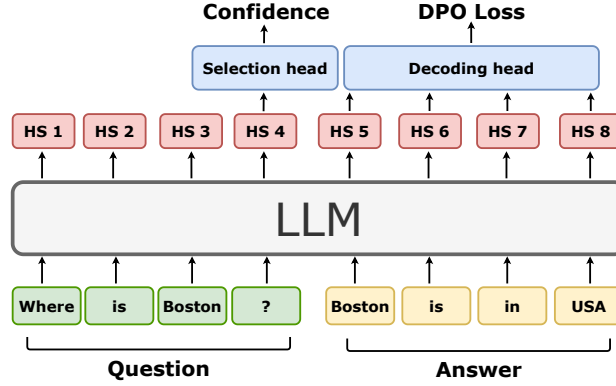 Confidence DPO Loss
Selection head Decoding head
HS 1 HS 2 HS 3 HS 4 HS 5 HS 6 HS 7 HS 8
LLM
Where is Boston ? Boston is in USA
Question Answer